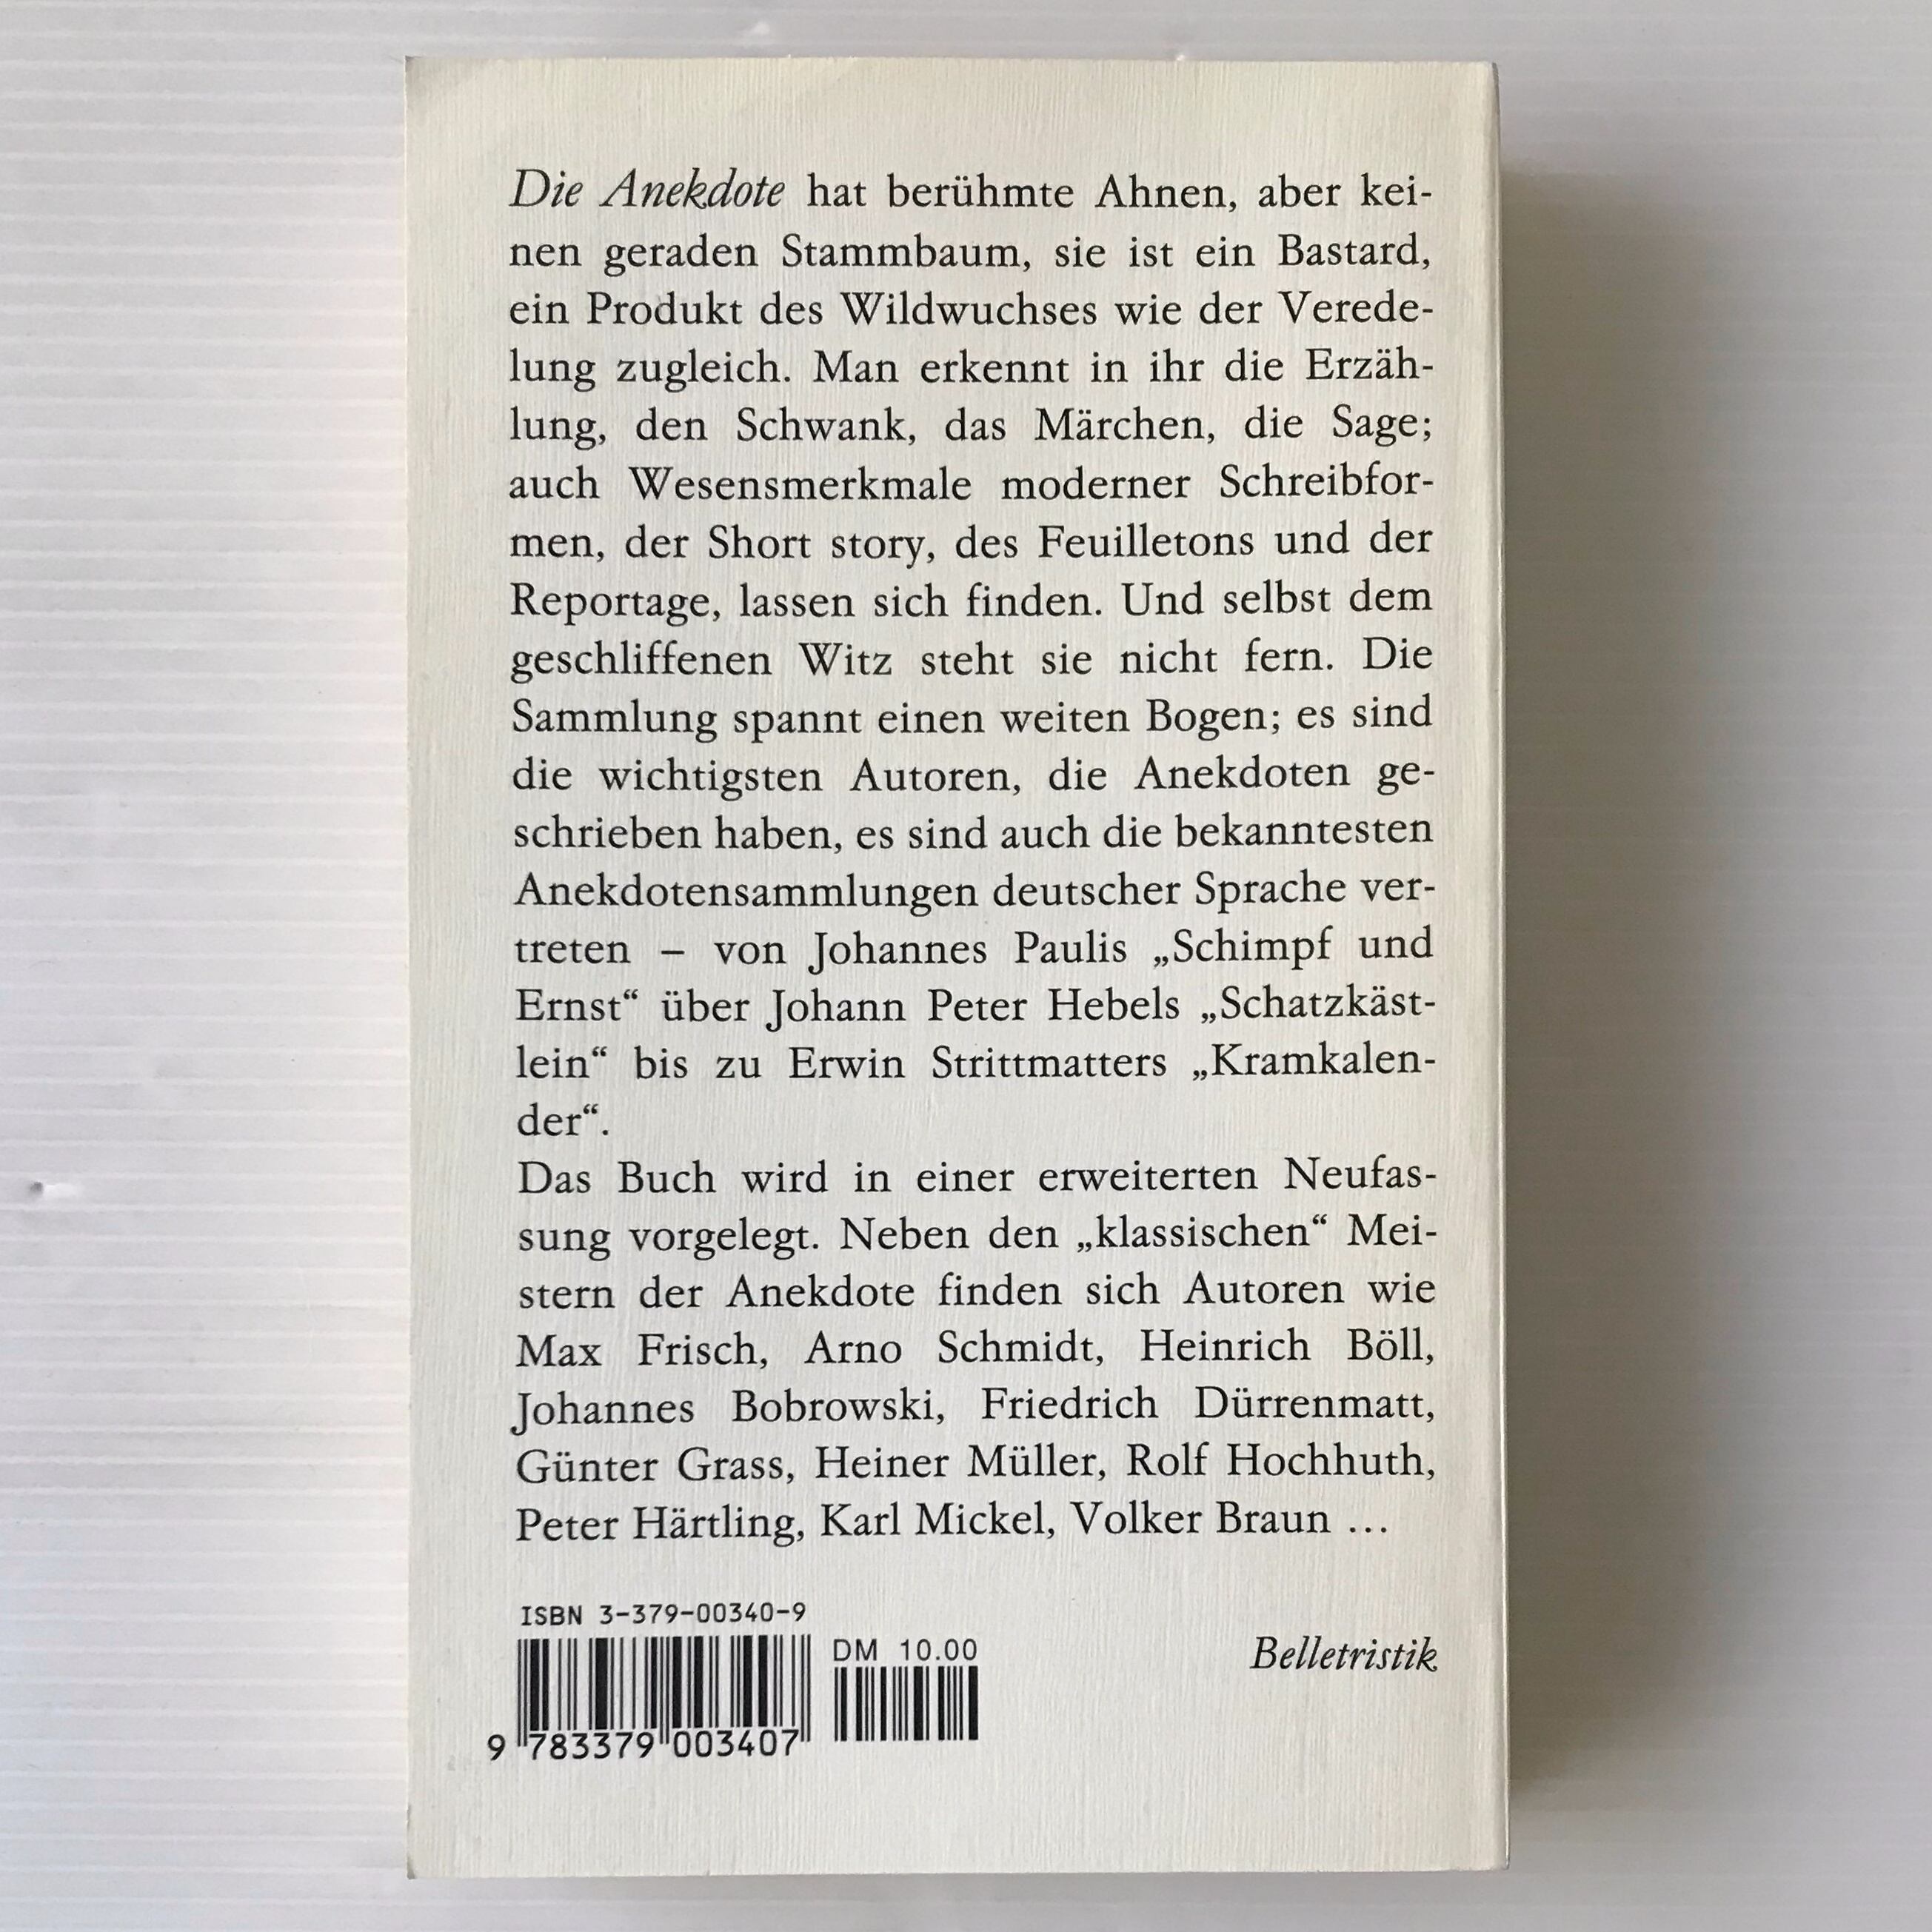 Die Anekdote hat berühmte Ahnen, aber kei-
nen geraden Stammbaum, sie ist ein Bastard,
ein Produkt des Wildwuchses wie der Verede-
lung zugleich. Man erkennt in ihr die Erzäh-
lung, den Schwank, das Märchen, die Sage;
auch Wesensmerkmale moderner Schreibfor-
men, der Short story, des Feuilletons und der
Reportage, lassen sich finden. Und selbst dem
geschliffenen Witz steht sie nicht fern. Die
Sammlung spannt einen weiten Bogen; es sind
die wichtigsten Autoren, die Anekdoten ge-
schrieben haben, es sind auch die bekanntesten
Anekdotensammlungen deutscher Sprache ver-
treten – von Johannes Paulis „Schimpf und
Ernst“ über Johann Peter Hebels „Schatzkäst-
lein“ bis zu Erwin Strittmatters „Kramkalen-
der“.
Das Buch wird in einer erweiterten Neufas-
sung vorgelegt. Neben den „klassischen“ Mei-
stern der Anekdote finden sich Autoren wie
Max Frisch, Arno Schmidt, Heinrich Böll,
Johannes Bobrowski, Friedrich Dürrenmatt,
Günter Grass, Heiner Müller, Rolf Hochhuth,
Peter Härtling, Karl Mickel, Volker Braun ...
ISBN 3-379-00340-9
DM 10.00
Belletristik
9 783379 003407